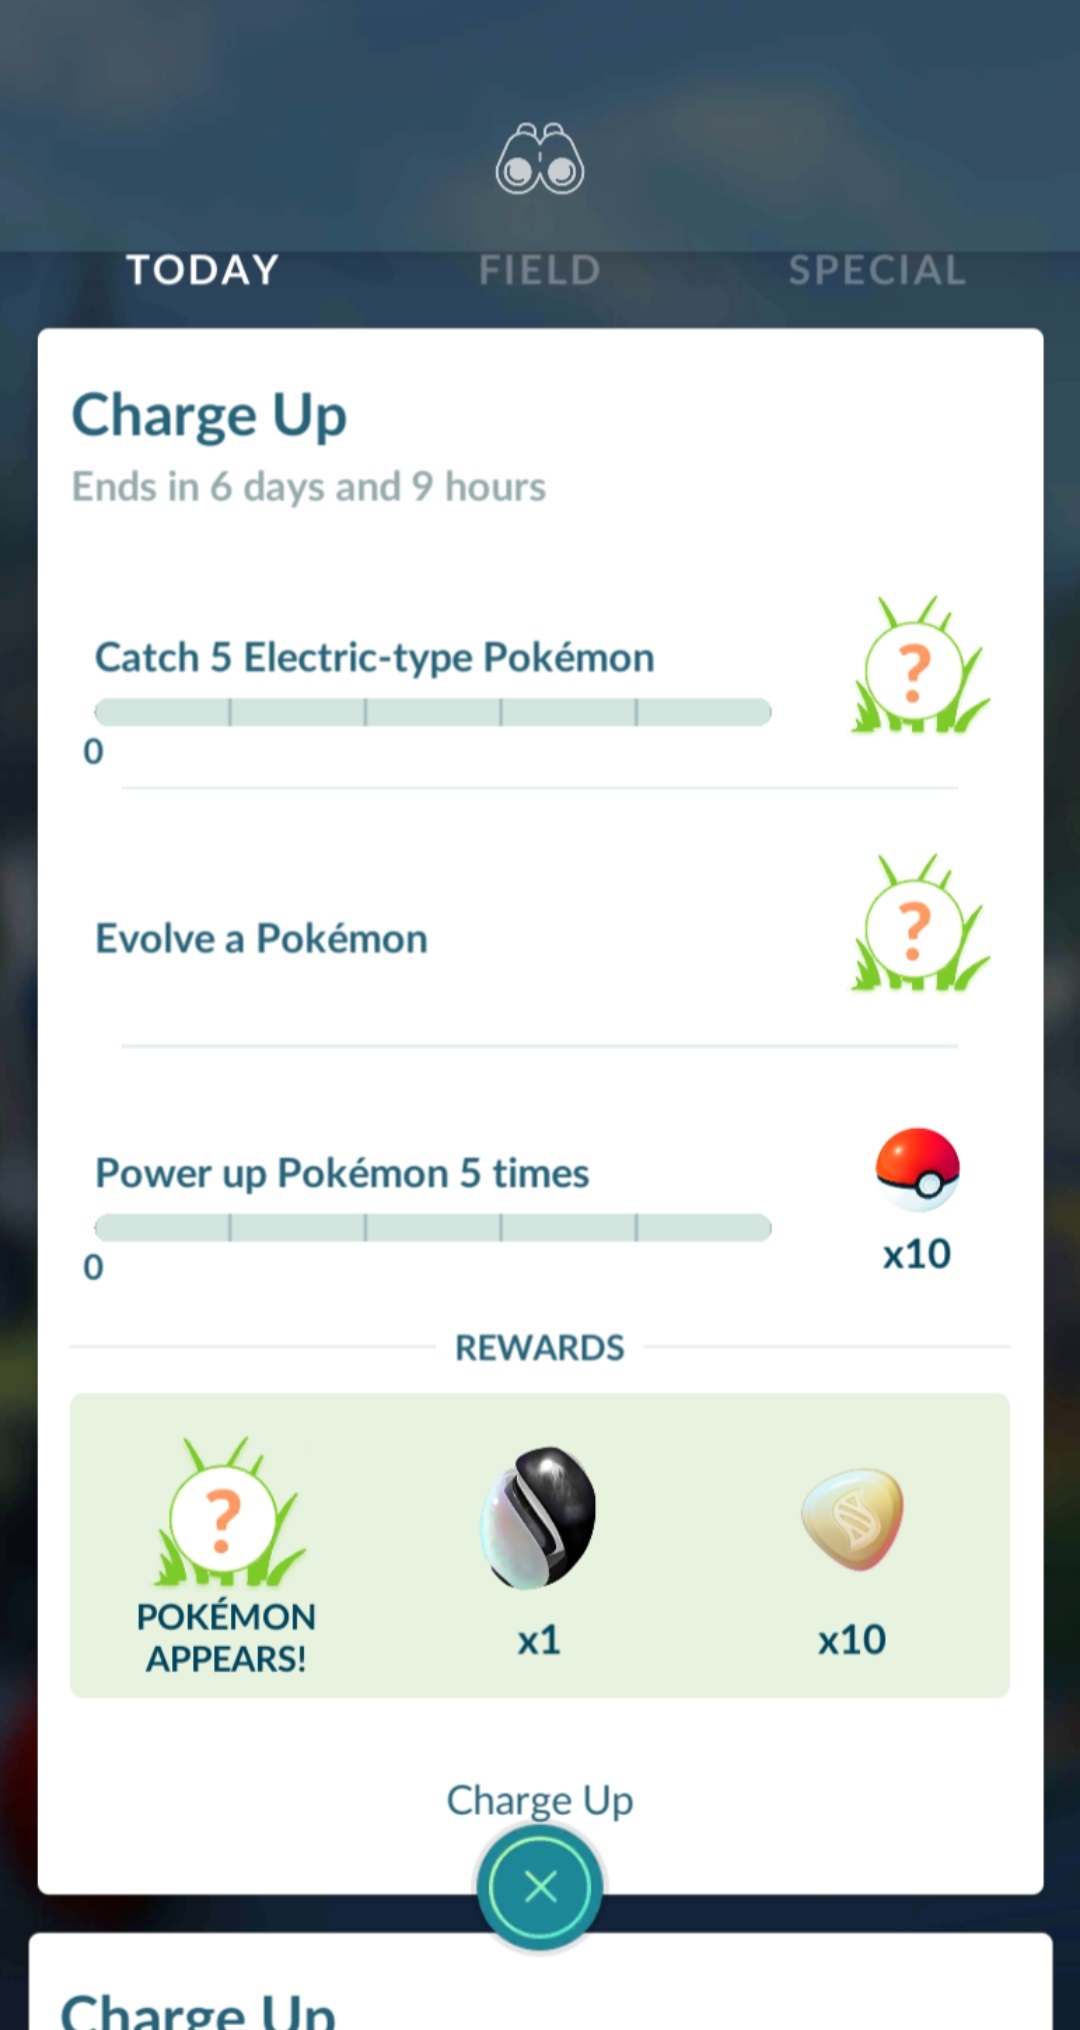 TODAY
FIELD
SPECIAL
Charge Up
Ends in 6 days and 9 hours
Catch 5 Electric-type Pokémon
?
0
Evolve a Pokémon
?
Power up Pokémon 5 times
0
x10
REWARDS
?
POKÉMON
APPEARS!
x1
x10
Charge Up
Charge Up